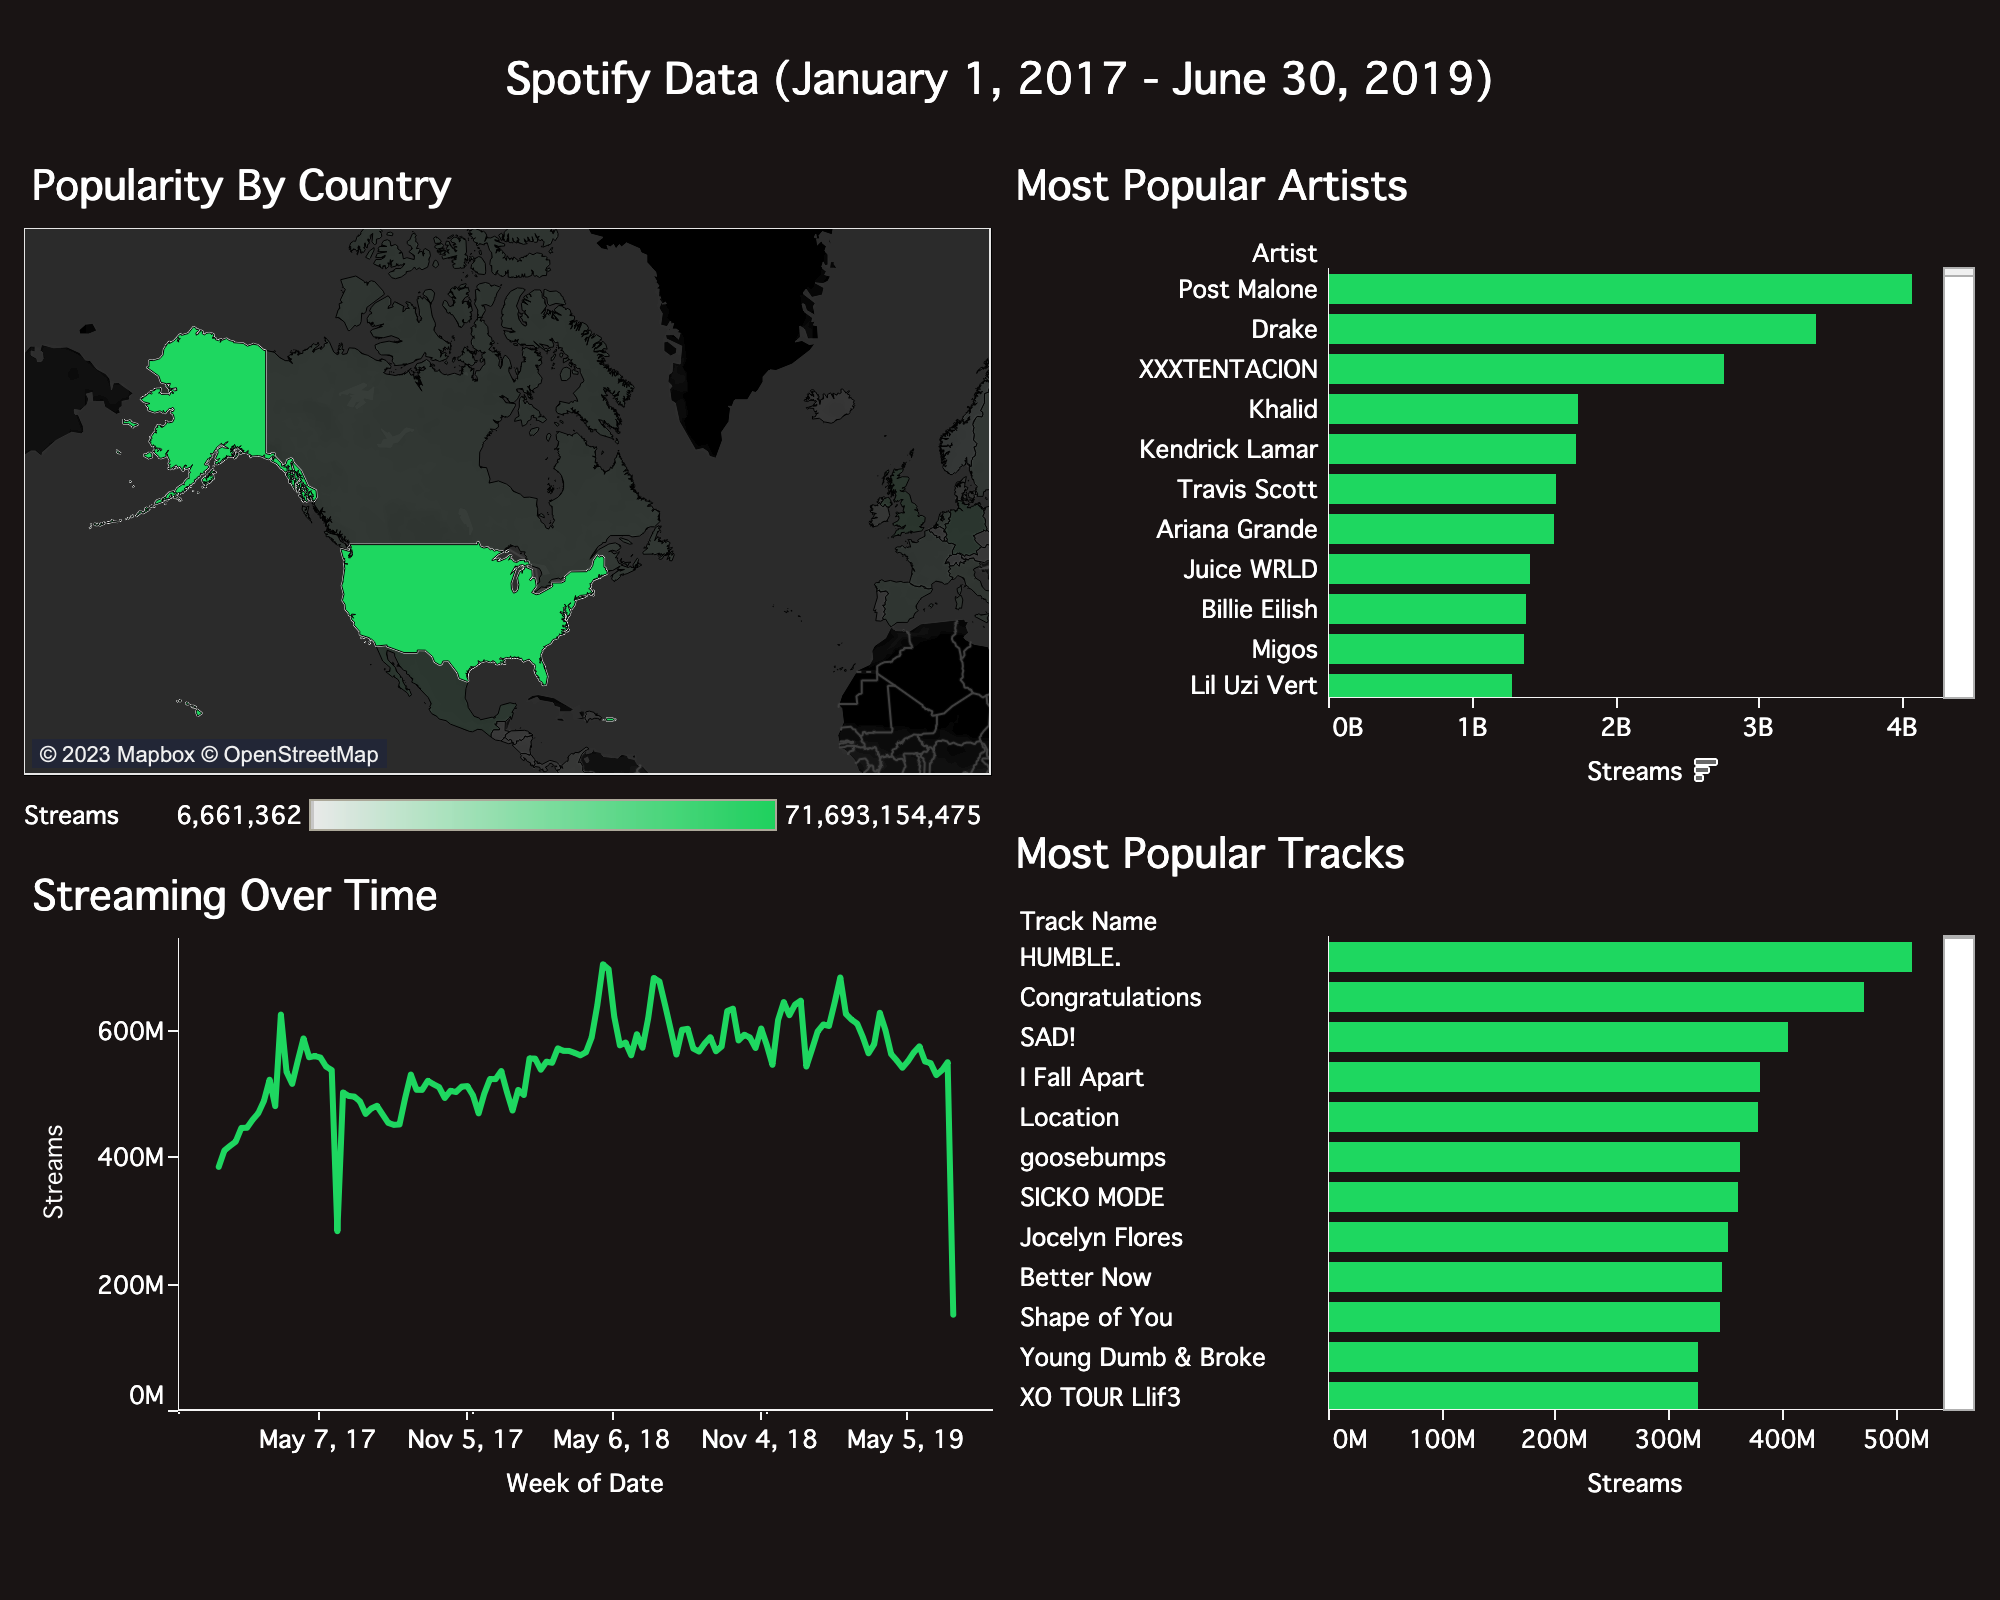 Spotify Data (January 1, 2017 - June 30, 2019)
Popularity By Country
© 2023 Mapbox © OpenStreetMap
Streams 6,661,362 71,693,154,475
Streaming Over Time
600M
400M
200M
0M
Streams
May 7, 17 Nov 5, 17 May 6, 18 Nov 4, 18 May 5, 19
Week of Date
Most Popular Artists
Artist
Post Malone
Drake
XXXTENTACION
Khalid
Kendrick Lamar
Travis Scott
Ariana Grande
Juice WRLD
Billie Eilish
Migos
Lil Uzi Vert
0B 1B 2B 3B 4B
Streams
Most Popular Tracks
Track Name
HUMBLE.
Congratulations
SAD!
I Fall Apart
Location
goosebumps
SICKO MODE
Jocelyn Flores
Better Now
Shape of You
Young Dumb & Broke
XO TOUR Llif3
0M 100M 200M 300M 400M 500M
Streams